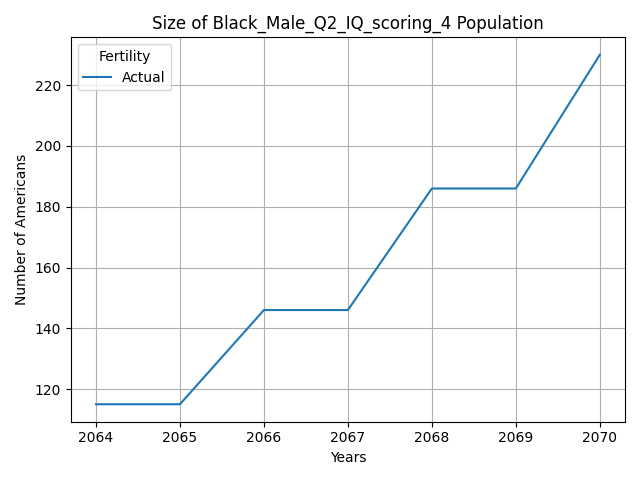 Size of Black_Male_Q2_IQ_scoring_4 Population
Fertility
Actual
Number of Americans
220
200
180
160
140
120
2064 2065 2066 2067 2068 2069 2070
Years